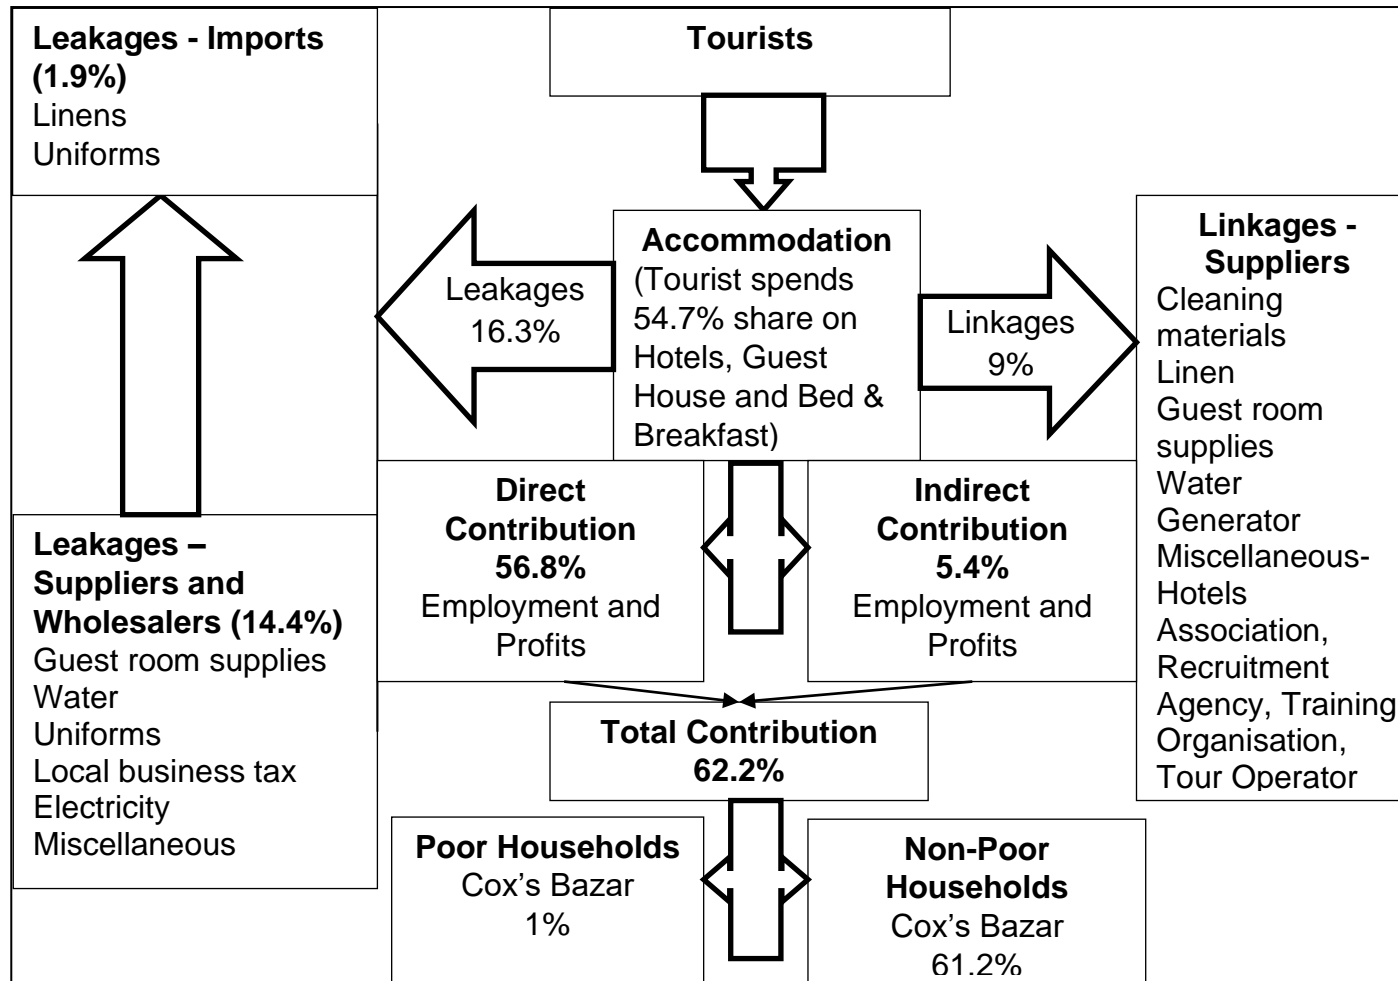 Leakages - Imports
(1.9%)
Linens
Uniforms
Tourists
Accommodation
(Tourist spends
54.7% share on
Hotels, Guest
House and Bed &
Breakfast)
Leakages
16.3%
Linkages
9%
Linkages -
Suppliers
Cleaning
materials
Linen
Guest room
supplies
Water
Generator
Miscellaneous-
Hotels
Association,
Recruitment
Agency, Training
Organisation,
Tour Operator
Direct
Contribution
56.8%
Employment and
Profits
Indirect
Contribution
5.4%
Employment and
Profits
Leakages –
Suppliers and
Wholesalers (14.4%)
Guest room supplies
Water
Uniforms
Local business tax
Electricity
Miscellaneous
Total Contribution
62.2%
Poor Households
Cox's Bazar
1%
Non-Poor
Households
Cox's Bazar
61.2%